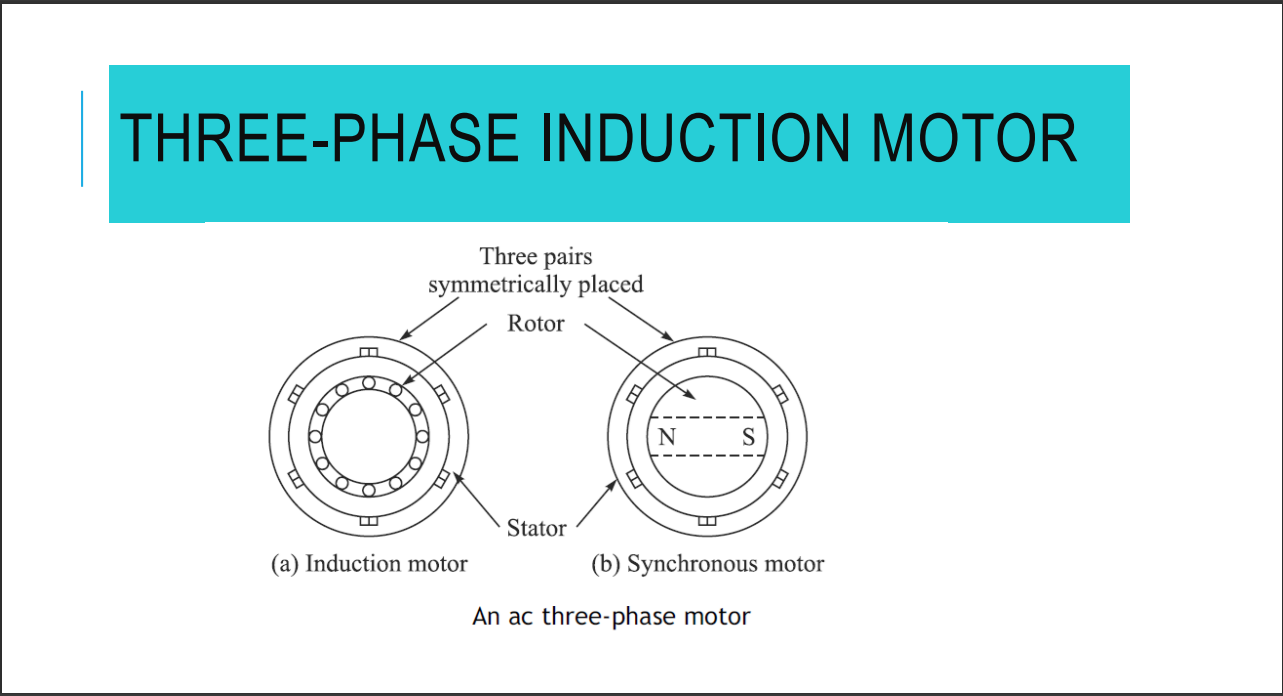 THREE-PHASE INDUCTION MOTOR
Three pairs
symmetrically placed
Rotor
N S
Stator
(a) Induction motor
(b) Synchronous motor
An ac three-phase motor